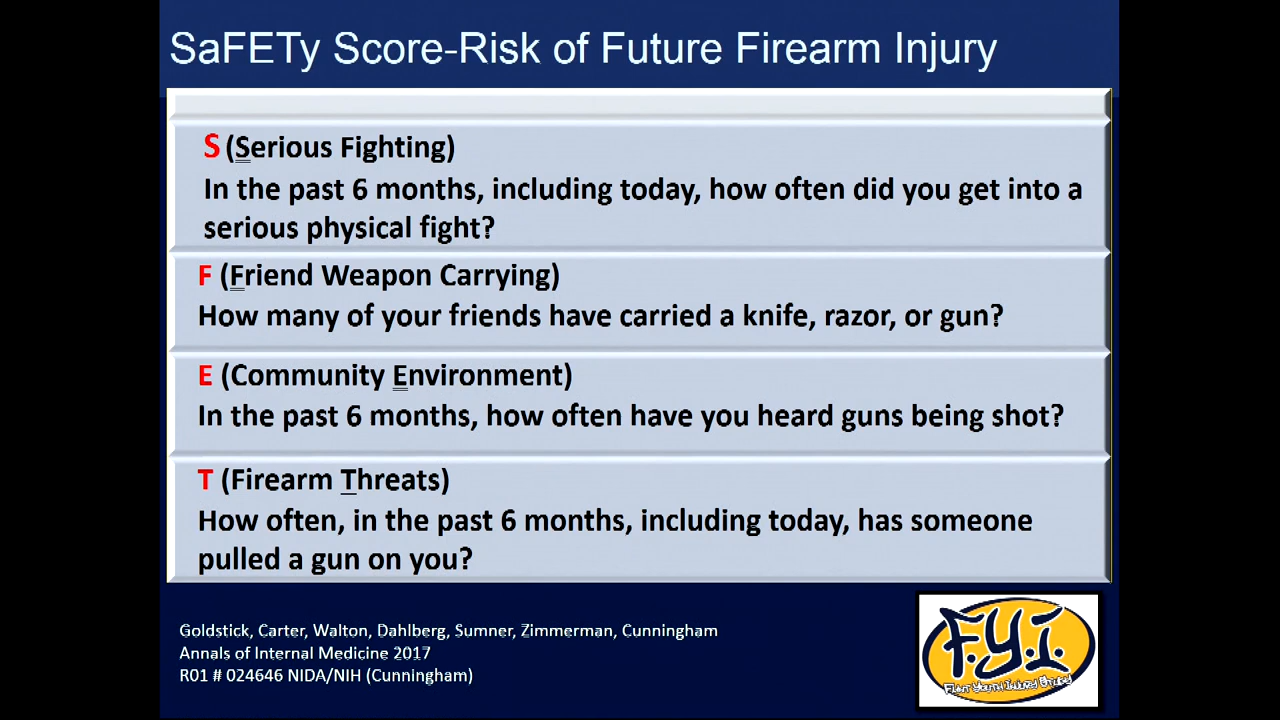 SaFETy Score-Risk of Future Firearm Injury
S (Serious Fighting)
In the past 6 months, including today, how often did you get into a
serious physical fight?
F (Friend Weapon Carrying)
How many of your friends have carried a knife, razor, or gun?
E (Community Environment)
In the past 6 months, how often have you heard guns being shot?
T (Firearm Threats)
How often, in the past 6 months, including today, has someone
pulled a gun on you?
Goldstick, Carter, Walton, Dahlberg, Sumner, Zimmerman, Cunningham
Annals of Internal Medicine 2017
R01 # 024646 NIDA/NIH (Cunningham)
F.Y.I.
Flint Youth Injury Study